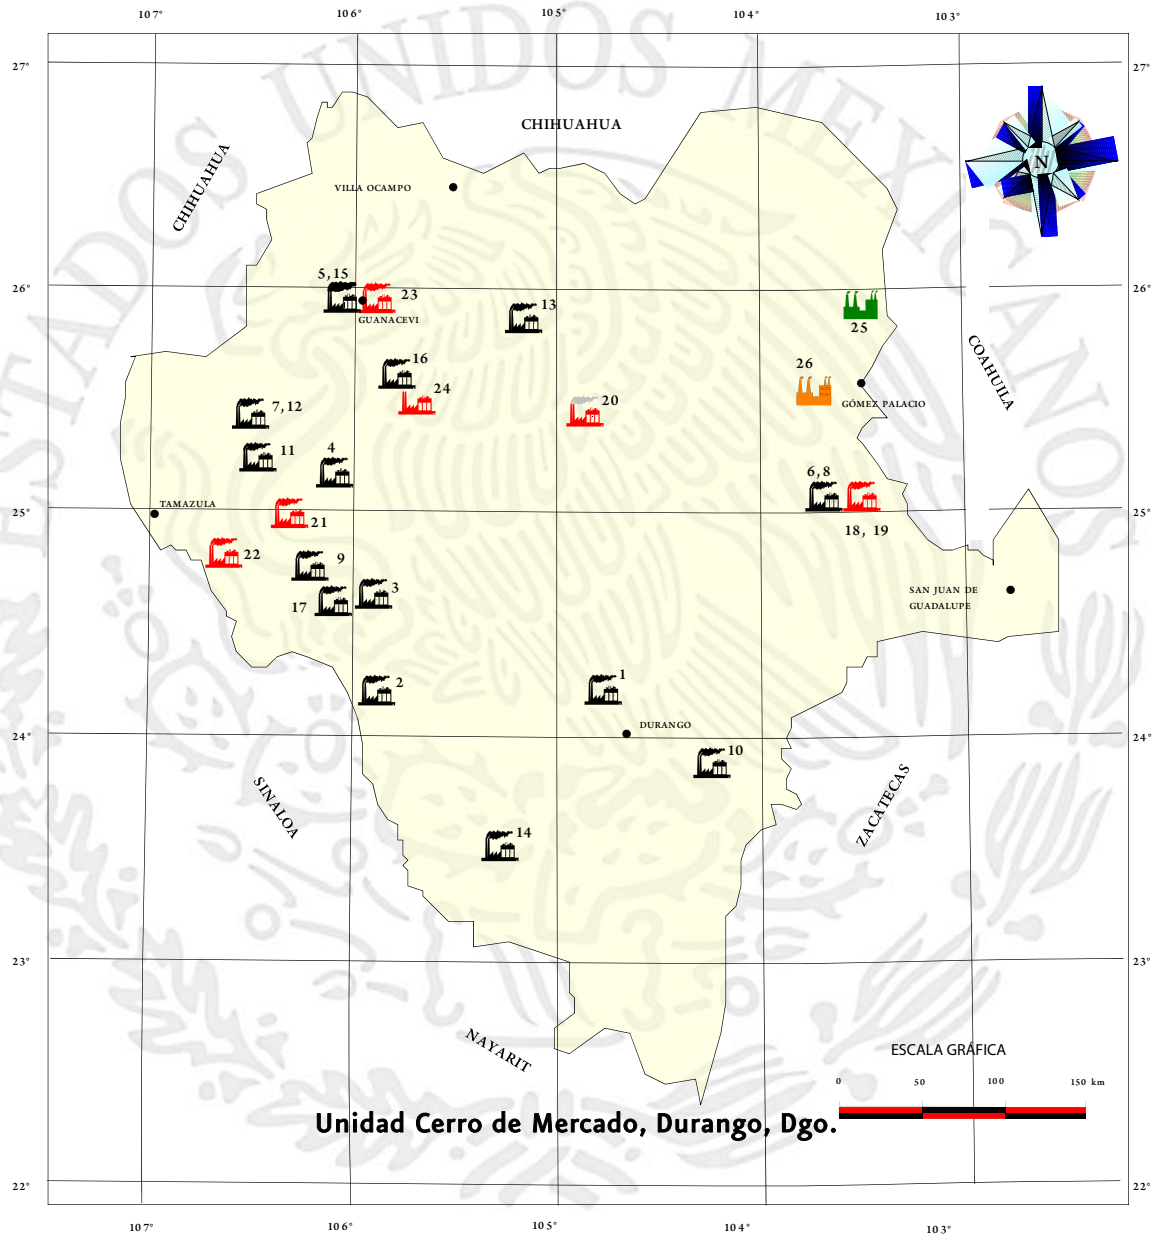 107°
106°
105°
104°
103°
27°
27°
ESTADOS UNIDOS MEXICANOS
CHIHUAHUA
CHIHUAHUA
N
VILLA OCAMPO
5,15
26°
26°
23
13
GUANACEVI
25
COAHUILA
16
26
24
20
GÓMEZ PALACIO
7,12
11
4
6,8
TAMAZULA
25°
25°
21
18, 19
22
9
3
17
SAN JUAN DE
GUADALUPE
2
1
DURANGO
24°
24°
10
SINALOA
ZACATECAS
14
23°
23°
NAYARIT
ESCALA GRÁFICA
0
50
100
150 km
Unidad Cerro de Mercado, Durango, Dgo.
22°
22°
107°
106°
105°
104°
103°